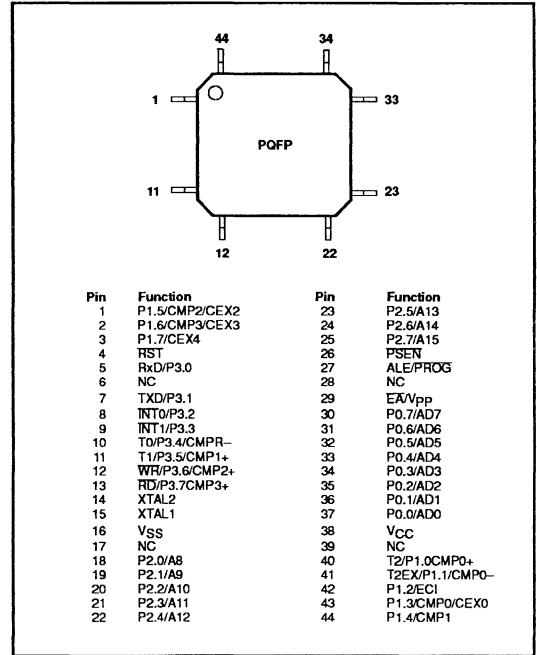 44 34
1 33
PQFP
11 23
12 22
Pin Function Pin Function
1 P1.5/CMP2/CEX2 23 P2.5/A13
2 P1.6/CMP3/CEX3 24 P2.6/A14
3 P1.7/CEX4 25 P2.7/A15
4 R̅S̅T̅ 26 P̅S̅E̅N̅
5 RxD/P3.0 27 ALE/P̅R̅O̅G̅
6 NC 28 NC
7 TXD/P3.1 29 E̅A̅/VPP
8 I̅N̅T̅0/P3.2 30 P0.7/AD7
9 I̅N̅T̅1/P3.3 31 P0.6/AD6
10 T0/P3.4/CMPR– 32 P0.5/AD5
11 T1/P3.5/CMP1+ 33 P0.4/AD4
12 W̅R̅/P3.6/CMP2+ 34 P0.3/AD3
13 R̅D̅/P3.7CMP3+ 35 P0.2/AD2
14 XTAL2 36 P0.1/AD1
15 XTAL1 37 P0.0/AD0
16 VSS 38 VCC
17 NC 39 NC
18 P2.0/A8 40 T2/P1.0CMP0+
19 P2.1/A9 41 T2EX/P1.1/CMP0–
20 P2.2/A10 42 P1.2/ECI
21 P2.3/A11 43 P1.3/CMP0/CEX0
22 P2.4/A12 44 P1.4/CMP1